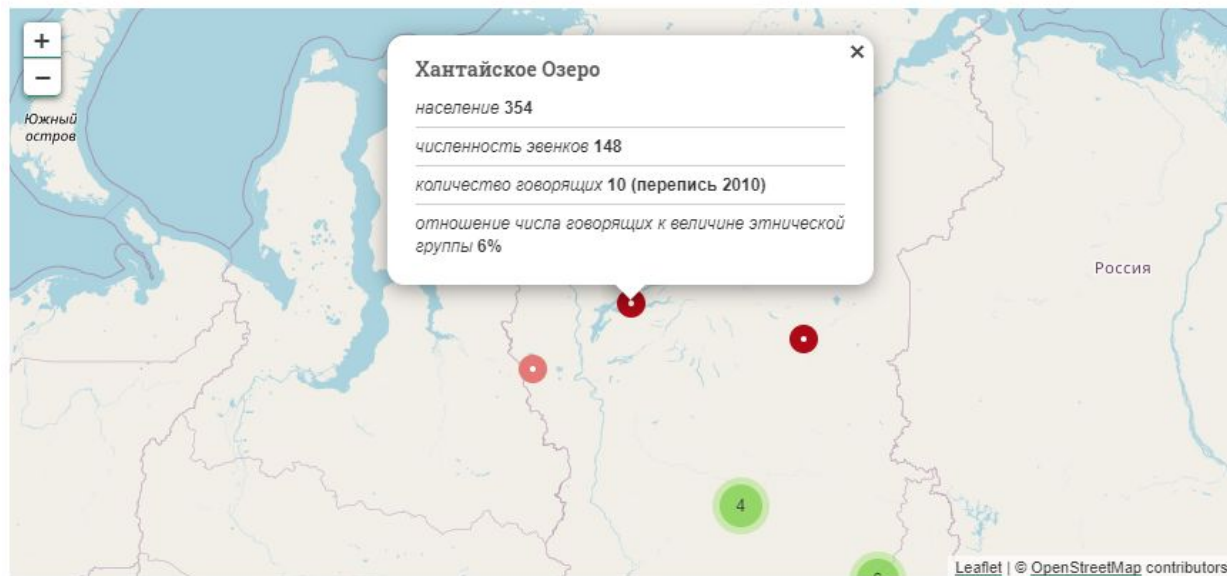 +
−
Южный
остров
×
Хантайское Озеро
население 354
численность эвенков 148
количество говорящих 10 (перепись 2010)
отношение числа говорящих к величине этнической
группы 6%
Россия
4
Leaflet | © OpenStreetMap contributors